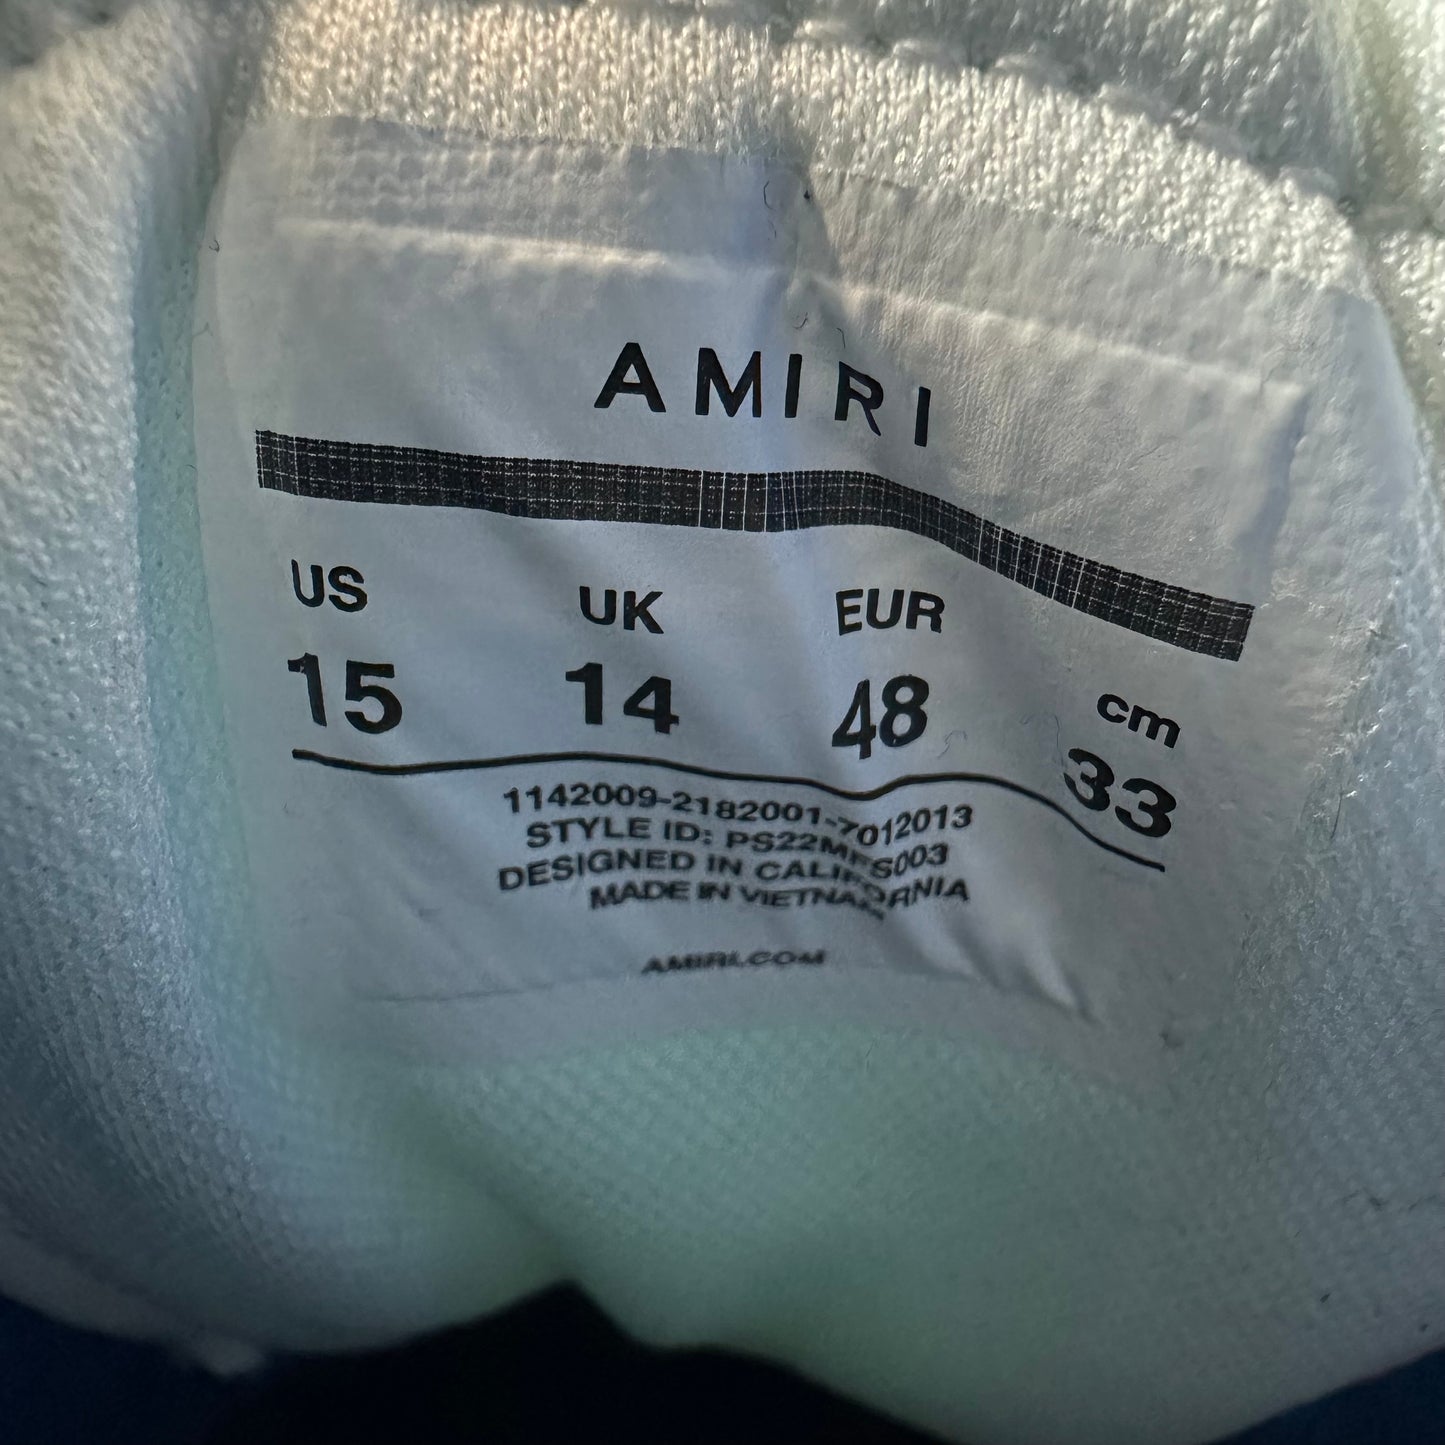 AMIRI
US UK EUR cm
15 14 48 33
1142009-2182001-7012013
STYLE ID: PS22MFS003
DESIGNED IN CALIFORNIA
MADE IN VIETNAM
AMIRI.COM